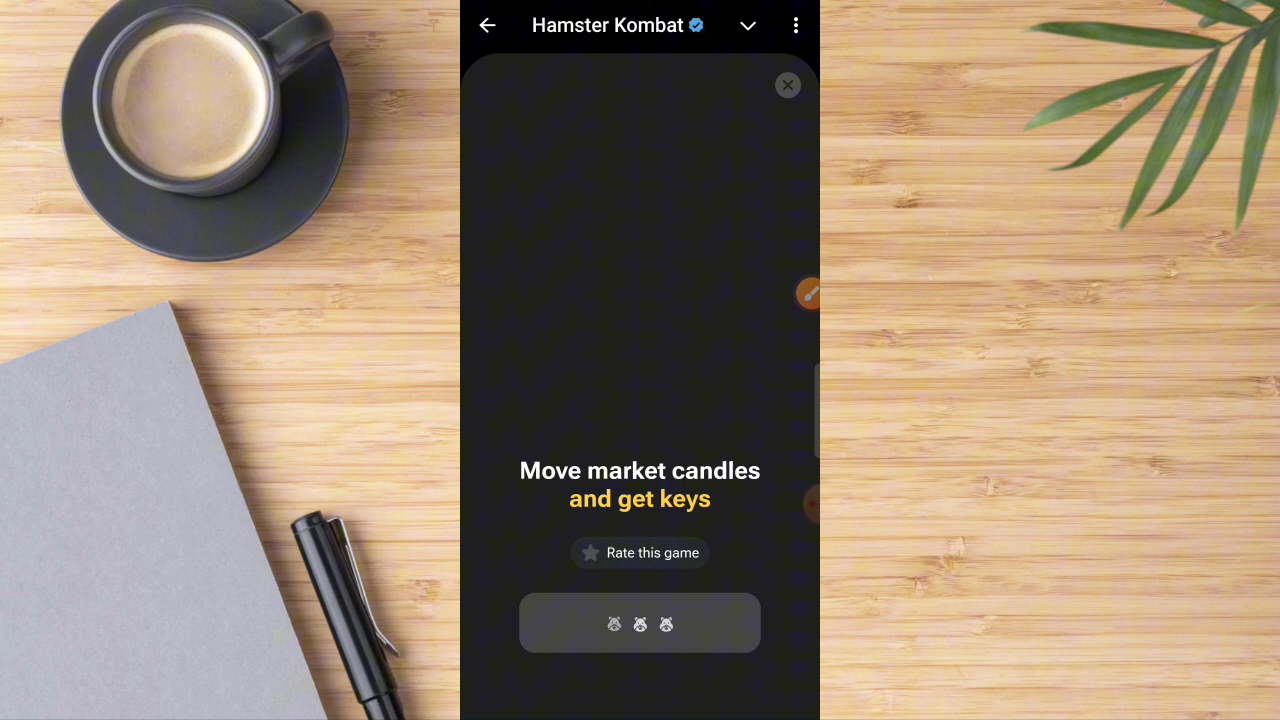 Hamster Kombat
Move market candles
and get keys
Rate this game